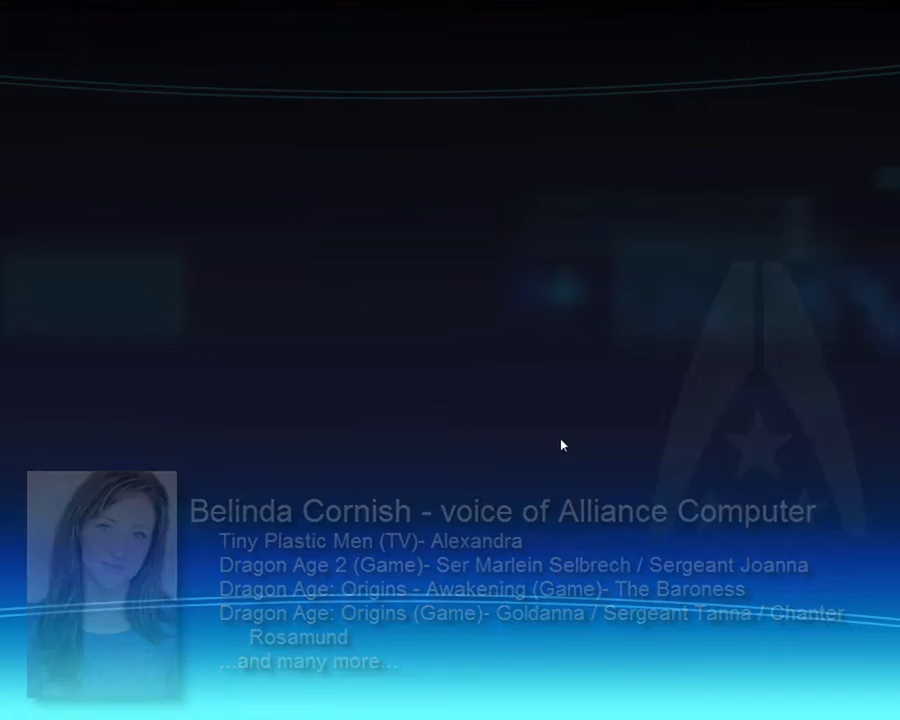 Belinda Cornish - voice of Alliance Computer
Tiny Plastic Men (TV)- Alexandra
Dragon Age 2 (Game)- Ser Marlein Selbrech / Sergeant Joanna
Dragon Age: Origins - Awakening (Game)- The Baroness
Dragon Age: Origins (Game)- Goldanna / Sergeant Tanna / Chanter
Rosamund
...and many more...